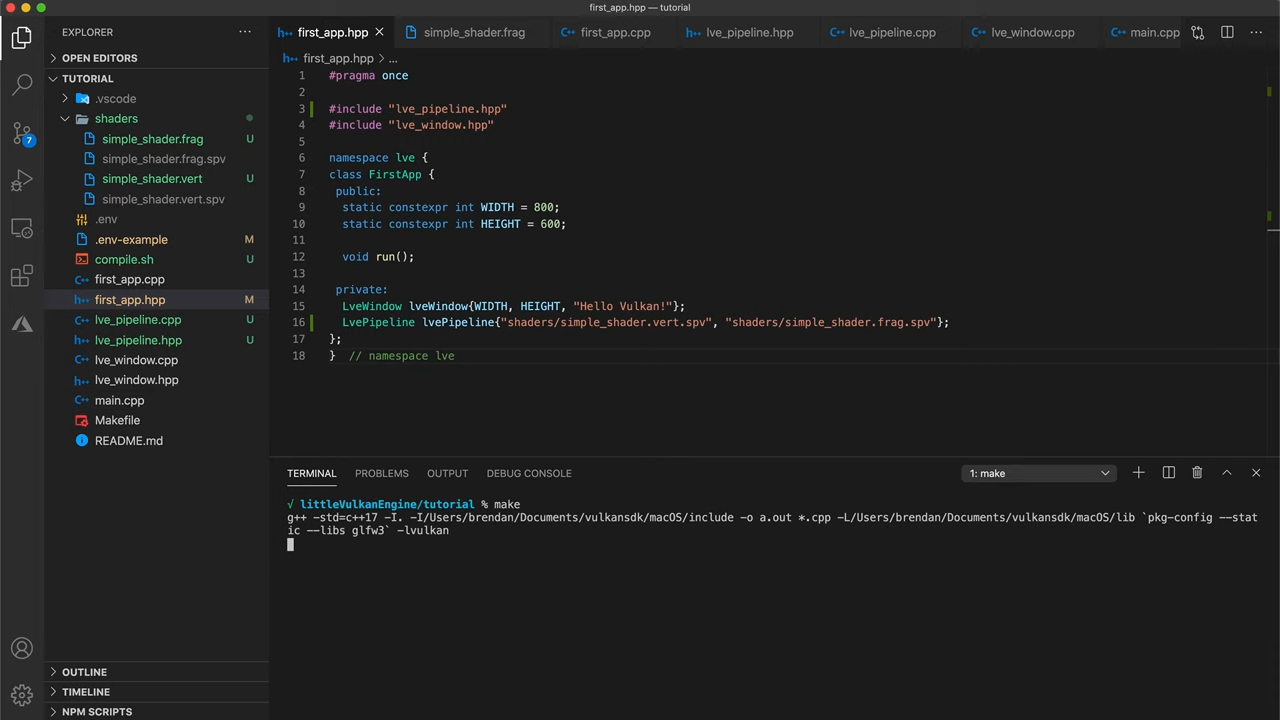 first_app.hpp — tutorial
EXPLORER
OPEN EDITORS
TUTORIAL
.vscode
shaders
simple_shader.frag U
simple_shader.frag.spv
simple_shader.vert U
simple_shader.vert.spv
.env
.env-example M
compile.sh U
first_app.cpp
first_app.hpp M
lve_pipeline.cpp U
lve_pipeline.hpp U
lve_window.cpp
lve_window.hpp
main.cpp
Makefile
README.md
OUTLINE
TIMELINE
NPM SCRIPTS
7
first_app.hpp simple_shader.frag first_app.cpp lve_pipeline.hpp lve_pipeline.cpp lve_window.cpp main.cpp
first_app.hpp > ...
1 #pragma once
2
3 #include "lve_pipeline.hpp"
4 #include "lve_window.hpp"
5
6 namespace lve {
7 class FirstApp {
8 public:
9 static constexpr int WIDTH = 800;
10 static constexpr int HEIGHT = 600;
11
12 void run();
13
14 private:
15 LveWindow lveWindow{WIDTH, HEIGHT, "Hello Vulkan!"};
16 LvePipeline lvePipeline{"shaders/simple_shader.vert.spv", "shaders/simple_shader.frag.spv"};
17 };
18 } // namespace lve
TERMINAL PROBLEMS OUTPUT DEBUG CONSOLE 1: make
√ littleVulkanEngine/tutorial % make
g++ -std=c++17 -I. -I/Users/brendan/Documents/vulkansdk/macOS/include -o a.out *.cpp -L/Users/brendan/Documents/vulkansdk/macOS/lib `pkg-config --stat
ic --libs glfw3` -lvulkan